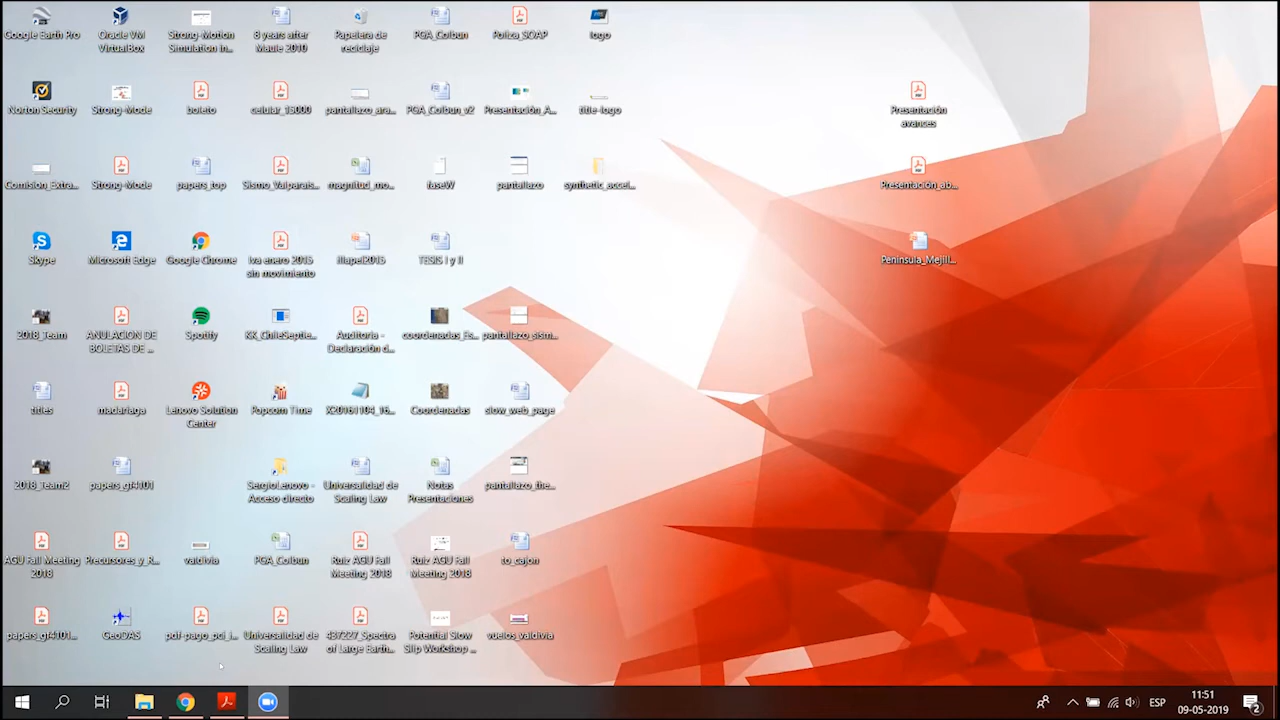 Google Earth Pro
Oracle VM
VirtualBox
Strong-Motion
Simulation in...
8 years after
Maule 2010
Papelera de
reciclaje
PGA_Colbun
Poliza_SOAP
logo
Norton Security
Strong-Mode
boleto
celular_13000
pantallazo_ara...
PGA_Colbun_v2
Presentación_A...
title-logo
Presentación
avances
Comision_Extra...
Strong-Mode
papers_top
Sismo_Valparais...
magnitud_mo...
faseW
pantallazo
synthetic_accel...
Presentación_ab...
Skype
Microsoft Edge
Google Chrome
Iva enero 2015
sin movimiento
illapel2015
TESIS I y II
Peninsula_Mejill...
2018_Team
ANULACION DE
BOLETAS DE ...
Spotify
KK_ChileSeptie...
Auditoria -
Declaración d...
coordenadas_Es...
pantallazo_sism...
titles
madariaga
Lenovo Solution
Center
Popcorn Time
X20161104_16...
Coordenadas
slow_web_page
2018_Team2
papers_gf4101
SergioLenovo -
Acceso directo
Universalidad de
Scaling Law
Notas
Presentaciones
pantallazo_the...
AGU Fall Meeting
2018
Precursores_y_R...
valdivia
PGA_Colbun
Ruiz AGU Fall
Meeting 2018
Ruiz AGU Fall
Meeting 2018
to_cajon
papers_gf4101...
GeoDAS
pdf-pago_pci_i...
Universalidad de
Scaling Law
437227_Spectra
of Large Earth...
Potential Slow
Slip Workshop ...
vuelos_valdivia
ESP
11:51
09-05-2019
2